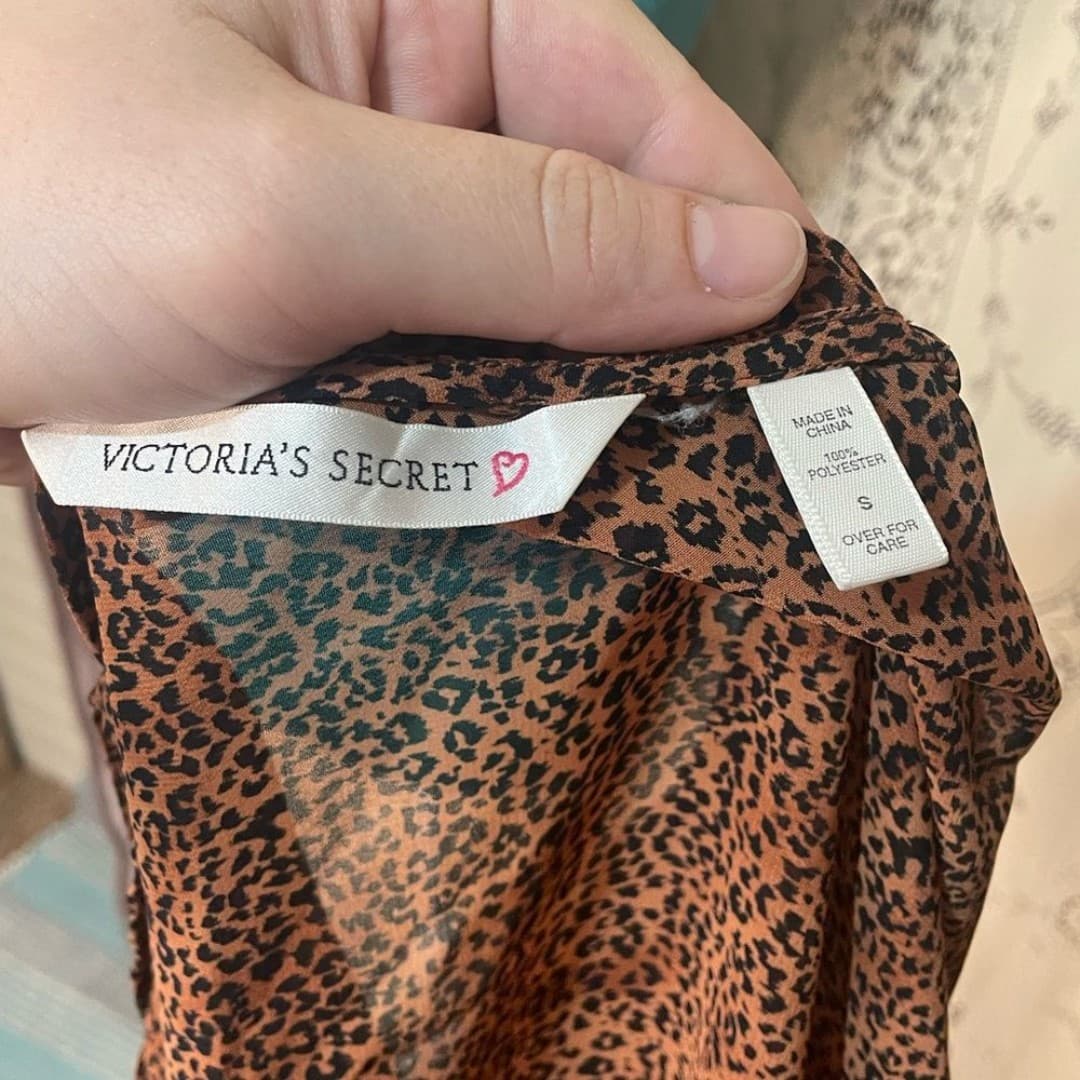 VICTORIA'S SECRET
MADE IN
CHINA
100%
POLYESTER
S
OVER FOR
CARE